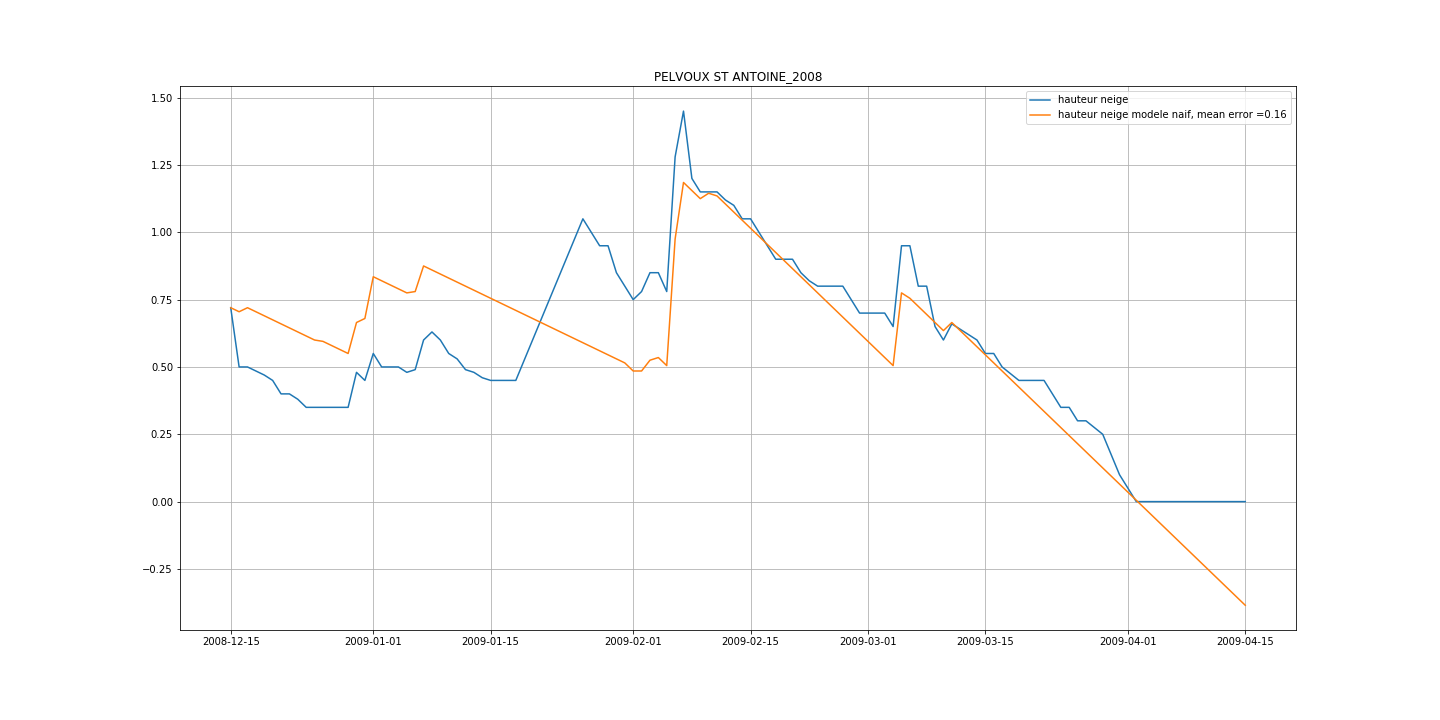 PELVOUX ST ANTOINE_2008
hauteur neige
hauteur neige modele naif, mean error =0.16
1.50
1.25
1.00
0.75
0.50
0.25
0.00
−0.25
2008-12-15 2009-01-01 2009-01-15 2009-02-01 2009-02-15 2009-03-01 2009-03-15 2009-04-01 2009-04-15